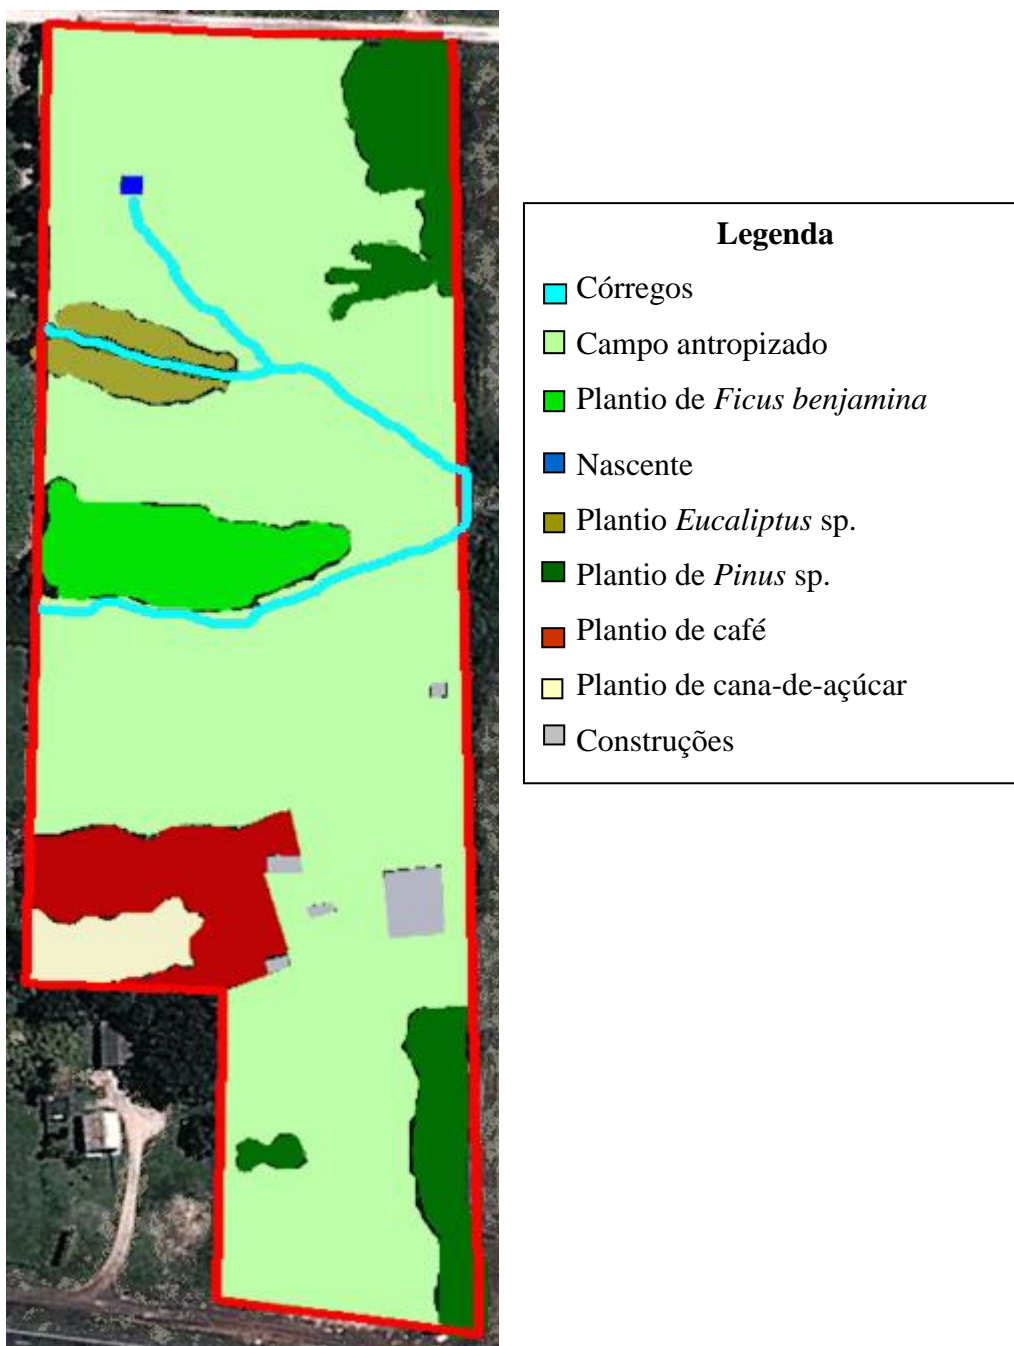 Legenda
Córregos
Campo antropizado
Plantio de Ficus benjamina
Nascente
Plantio Eucaliptus sp.
Plantio de Pinus sp.
Plantio de café
Plantio de cana-de-açúcar
Construções